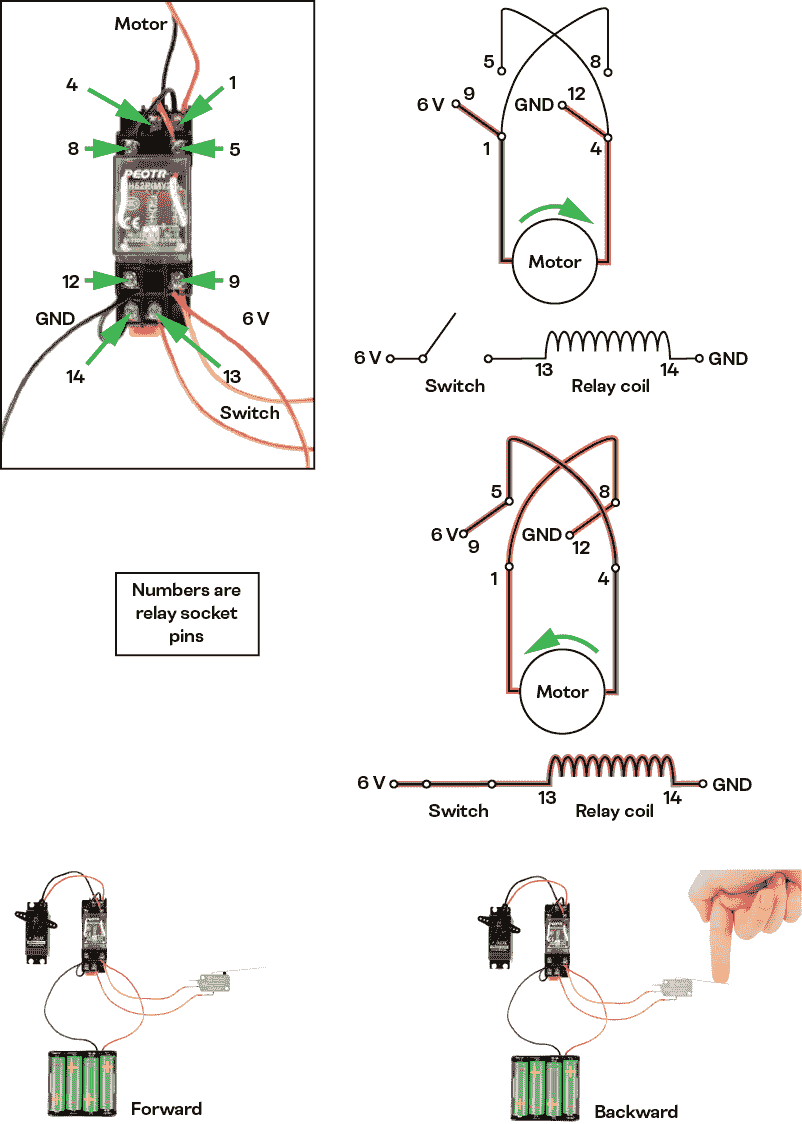 Motor
4
1
8
5
PEOTR
12
9
GND
6 V
14
13
Switch
5
8
9
12
6 V
GND
1
4
Motor
6 V
13
14
GND
Switch
Relay coil
5
8
6 V
GND
9
12
1
4
Numbers are
relay socket
pins
Motor
6 V
13
14
GND
Switch
Relay coil
Forward
Backward